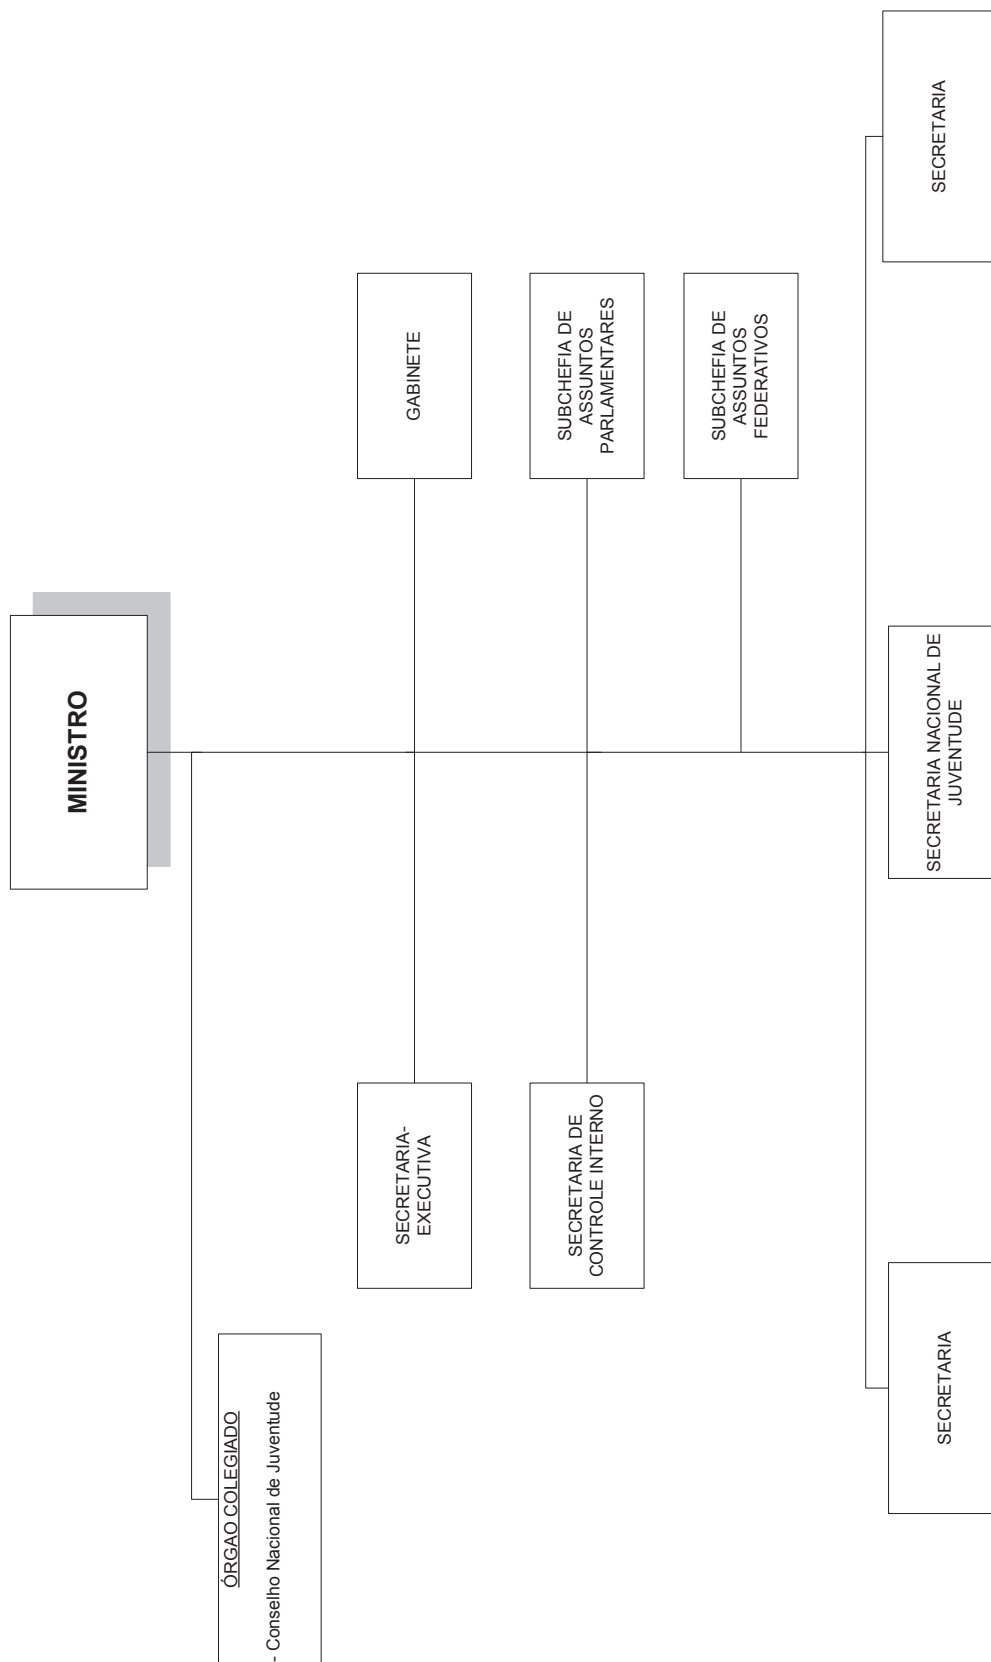 MINISTRO
ÓRGAO COLEGIADO
- Conselho Nacional de Juventude
SECRETARIA-
EXECUTIVA
GABINETE
SECRETARIA DE
CONTROLE INTERNO
SUBCHEFIA DE
ASSUNTOS
PARLAMENTARES
SUBCHEFIA DE
ASSUNTOS
FEDERATIVOS
SECRETARIA
SECRETARIA NACIONAL DE
JUVENTUDE
SECRETARIA